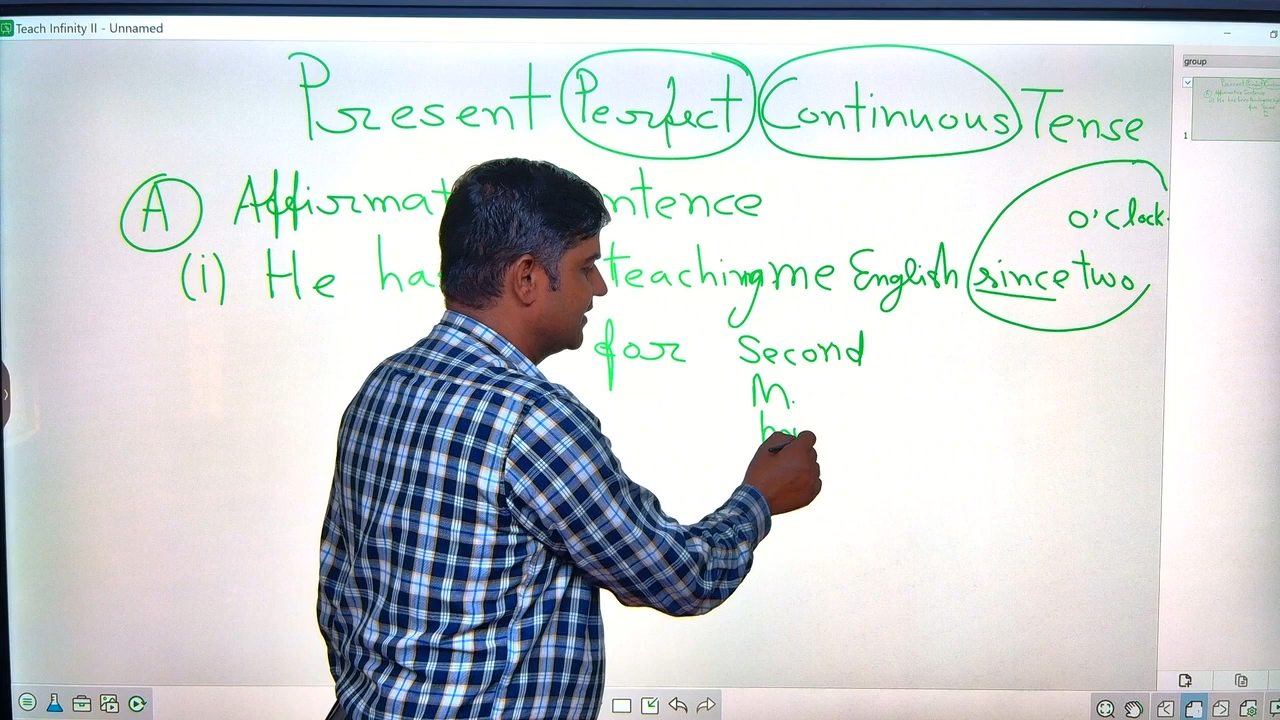 Teach Infinity II - Unnamed
group
Present Perfect Continuous Tense
A Affirmat ntence
o'clock
(i) He ha teaching me English since two
for Second
M.
1